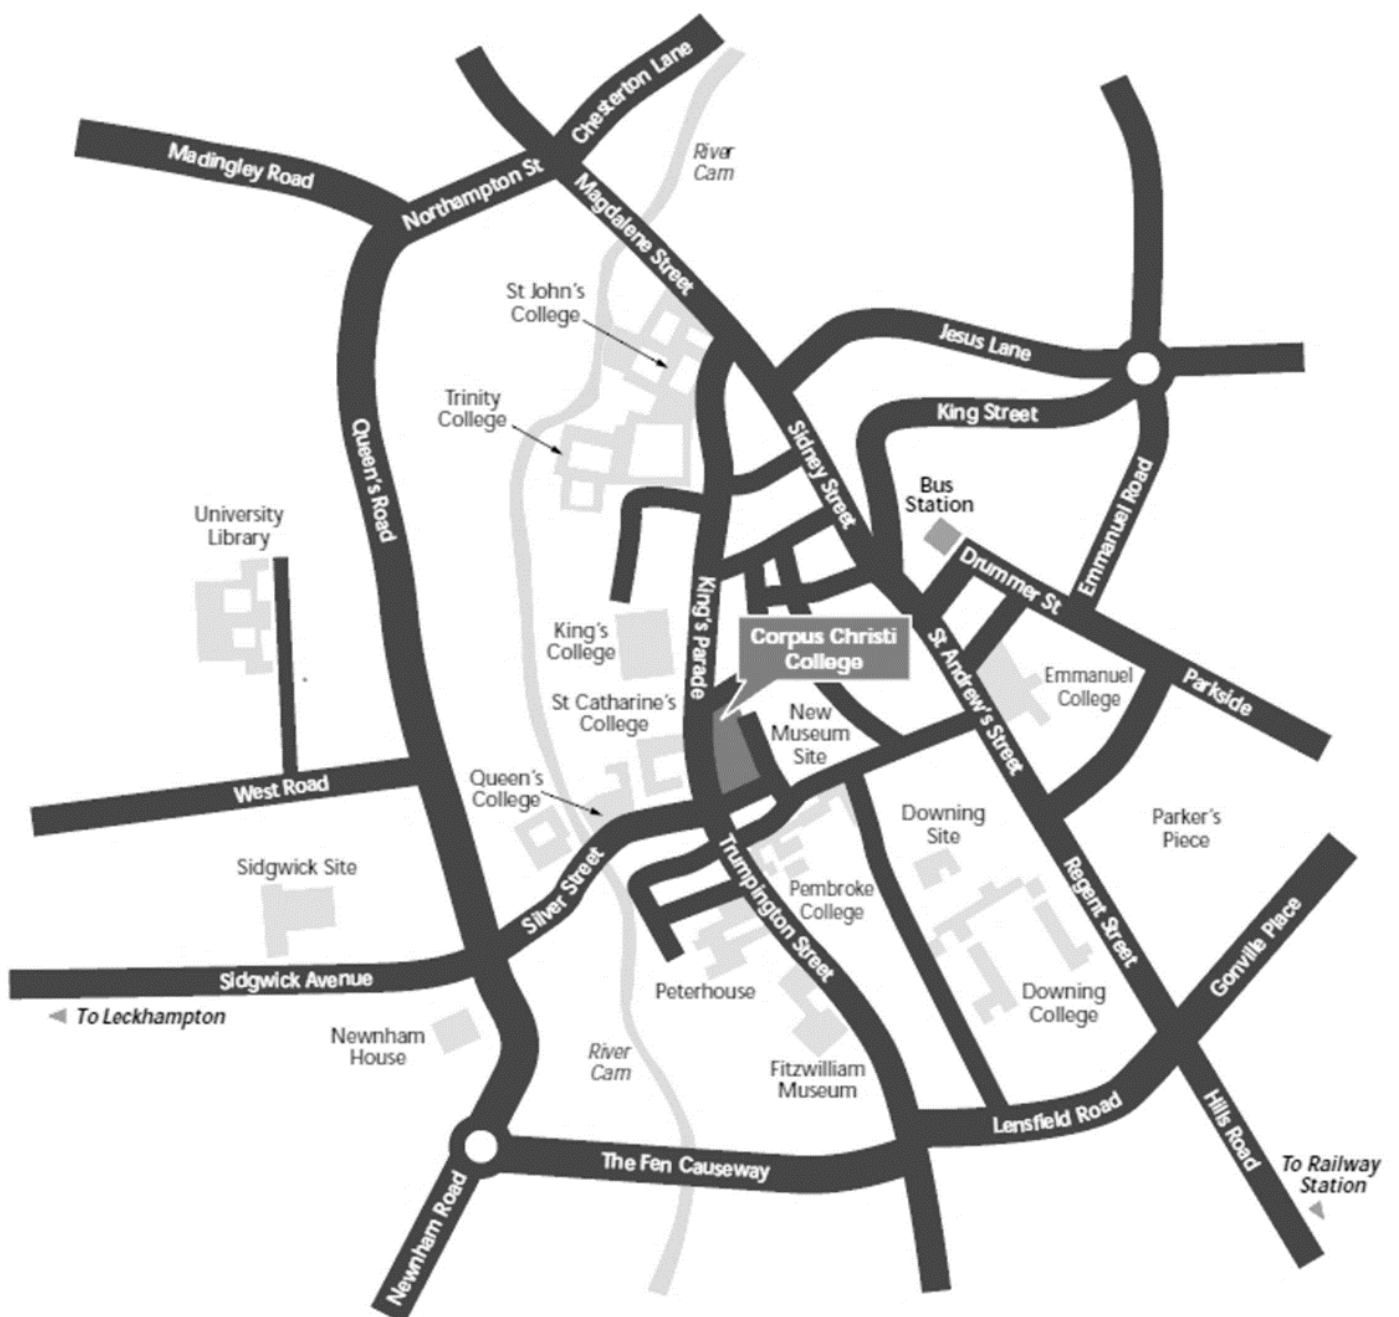 Chesterton Lane
River
Cam
Madingley Road
Northampton St
Magdalene Street
St John's
College
Jesus Lane
Trinity
College
King Street
Queen's Road
Sidney Street
Bus
Station
Emmanuel Road
University
Library
Drummer St
King's Parade
King's
College
Corpus Christi
College
St Andrew's Street
Emmanuel
College
Parkside
St Catharine's
College
New
Museum
Site
West Road
Queen's
College
Downing
Site
Parker's
Piece
Sidgwick Site
Silver Street
Trumpington Street
Pembroke
College
Regent Street
Gonville Place
Sidgwick Avenue
Peterhouse
Downing
College
To Leckhampton
Newnham
House
River
Cam
Fitzwilliam
Museum
Lensfield Road
Hills Road
The Fen Causeway
To Railway
Station
Newnham Road